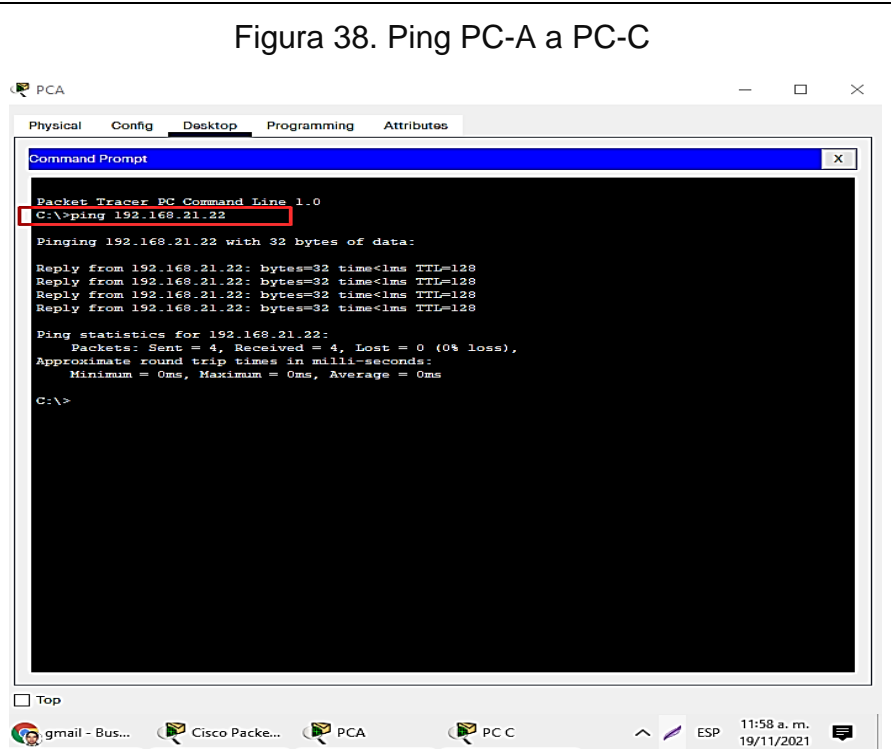 Figura 38. Ping PC-A a PC-C
PCA
Physical Config Desktop Programming Attributes
Command Prompt
X
Packet Tracer PC Command Line 1.0
C:\>ping 192.168.21.22
Pinging 192.168.21.22 with 32 bytes of data:
Reply from 192.168.21.22: bytes=32 time<1ms TTL=128
Reply from 192.168.21.22: bytes=32 time<1ms TTL=128
Reply from 192.168.21.22: bytes=32 time<1ms TTL=128
Reply from 192.168.21.22: bytes=32 time<1ms TTL=128
Ping statistics for 192.168.21.22:
Packets: Sent = 4, Received = 4, Lost = 0 (0% loss),
Approximate round trip times in milli-seconds:
Minimum = 0ms, Maximum = 0ms, Average = 0ms
C:\>
Top
gmail - Bus... Cisco Packe... PCA PC C ESP 11:58 a. m.
19/11/2021